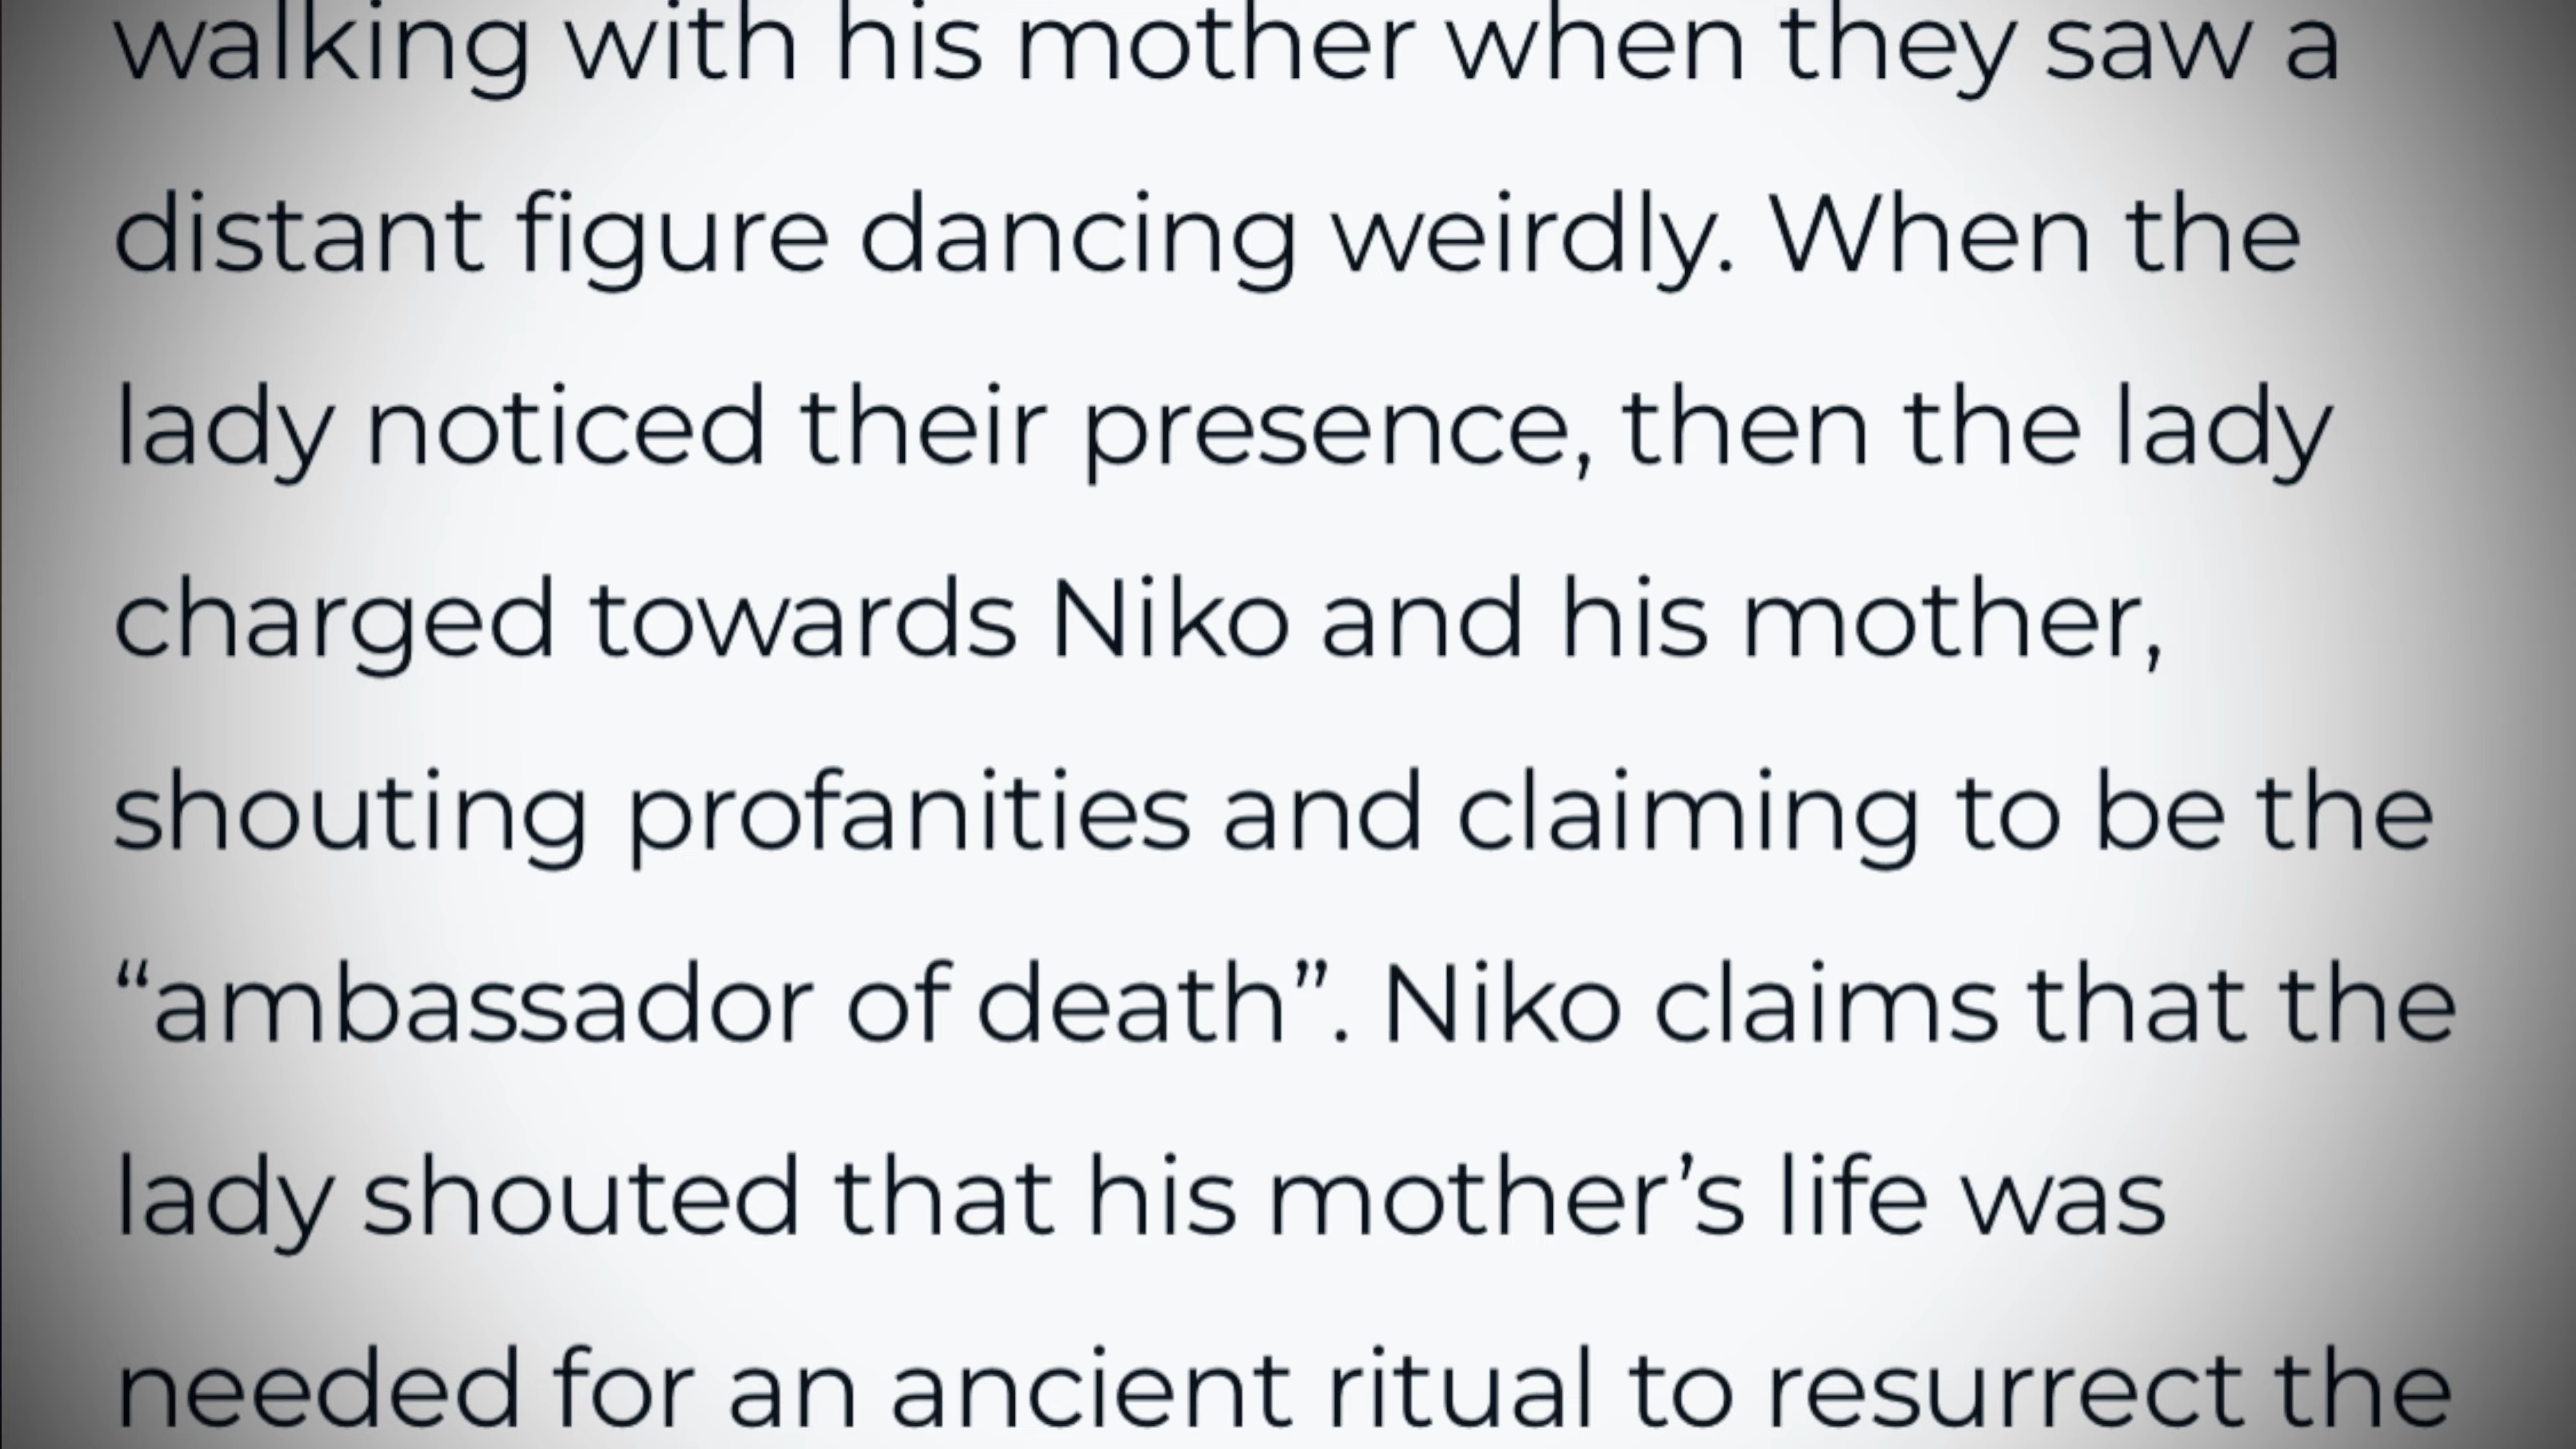 walking with his mother when they saw a
distant figure dancing weirdly. When the
lady noticed their presence, then the lady
charged towards Niko and his mother,
shouting profanities and claiming to be the
“ambassador of death”. Niko claims that the
lady shouted that his mother’s life was
needed for an ancient ritual to resurrect the